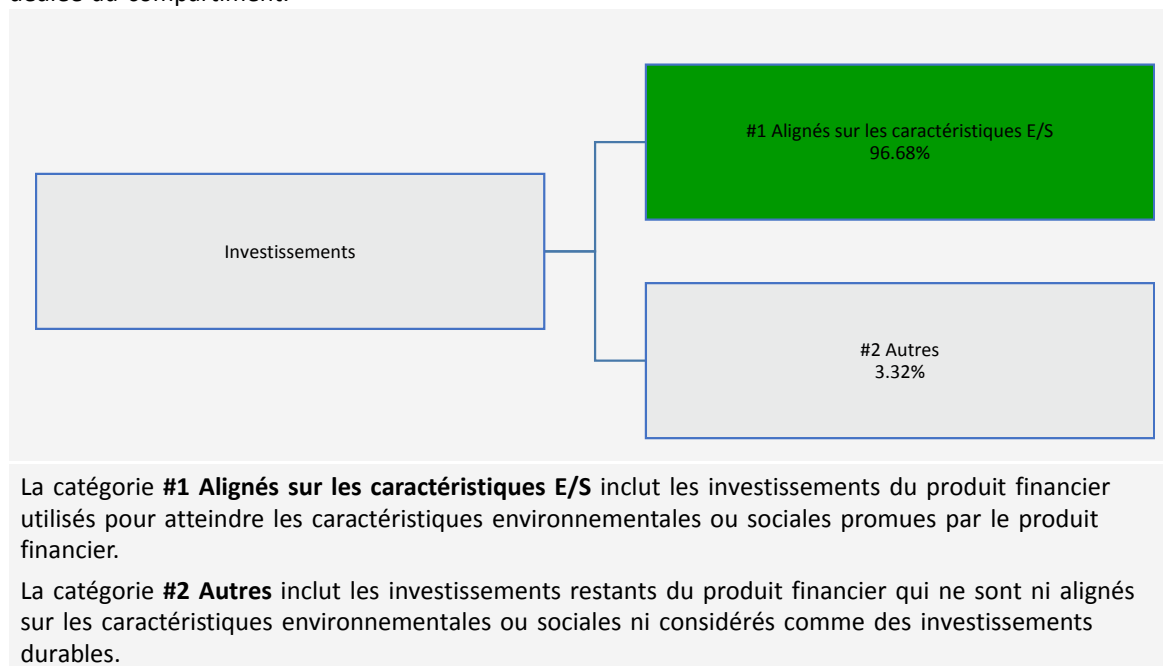 dédiée du compartiment.
#1 Alignés sur les caractéristiques E/S
96.68%
Investissements
#2 Autres
3.32%
La catégorie #1 Alignés sur les caractéristiques E/S inclut les investissements du produit financier
utilisés pour atteindre les caractéristiques environnementales ou sociales promues par le produit
financier.
La catégorie #2 Autres inclut les investissements restants du produit financier qui ne sont ni alignés
sur les caractéristiques environnementales ou sociales ni considérés comme des investissements
durables.